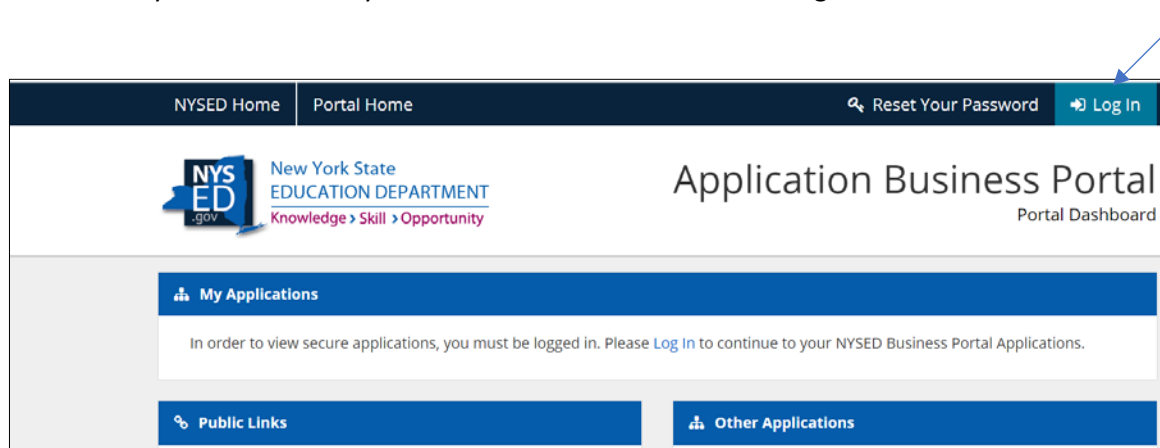 NYSED Home Portal Home Reset Your Password Log In
NYS
ED
.gov
New York State
EDUCATION DEPARTMENT
Knowledge › Skill › Opportunity
Application Business Portal
Portal Dashboard
My Applications
In order to view secure applications, you must be logged in. Please Log In to continue to your NYSED Business Portal Applications.
Public Links
Other Applications